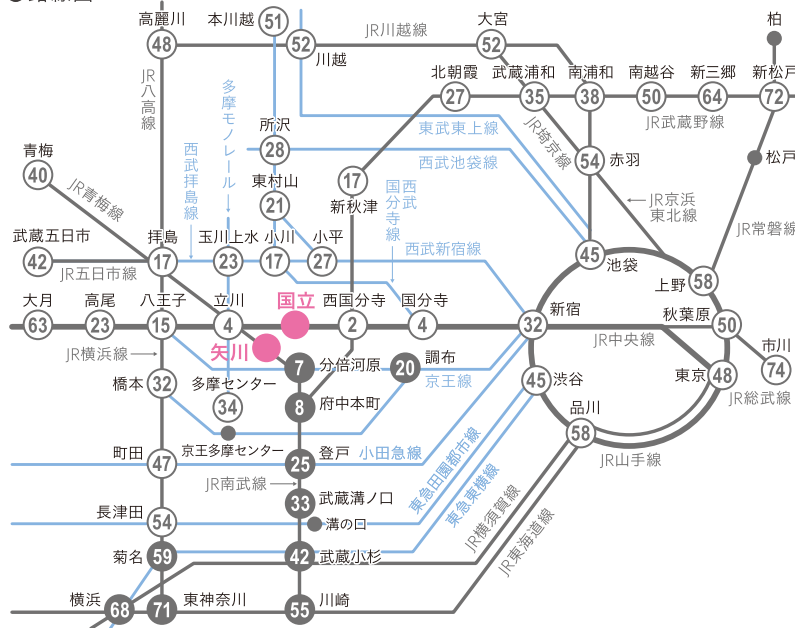 高麗川
48
本川越
51
52
川越
JR川越線
大宮
52
柏
JR八高線
多摩モノレール
北朝霞
27
武蔵浦和
35
南浦和
38
南越谷
50
新三郷
64
新松戸
72
JR武蔵野線
東武東上線
JR埼京線
所沢
28
西武池袋線
54
赤羽
松戸
青梅
40
JR青梅線
西武拝島線
東村山
21
17
新秋津
西武
国分寺線
JR京浜
東北線
JR常磐線
武蔵五日市
42
JR五日市線
拝島
17
玉川上水
23
小川
17
小平
27
西武新宿線
45
池袋
上野
58
大月
63
高尾
23
八王子
15
立川
4
国立
矢川
西国分寺
2
国分寺
4
32
新宿
JR中央線
秋葉原
50
市川
74
JR総武線
JR横浜線
7
分倍河原
20
調布
京王線
橋本
32
多摩センター
34
8
府中本町
45
渋谷
東京
48
品川
58
JR山手線
京王多摩センター
町田
47
25
登戸
小田急線
JR南武線
33
武蔵溝ノ口
溝の口
東急田園都市線
東急東横線
長津田
54
菊名
59
42
武蔵小杉
JR横須賀線
JR東海道線
横浜
68
71
東神奈川
55
川崎